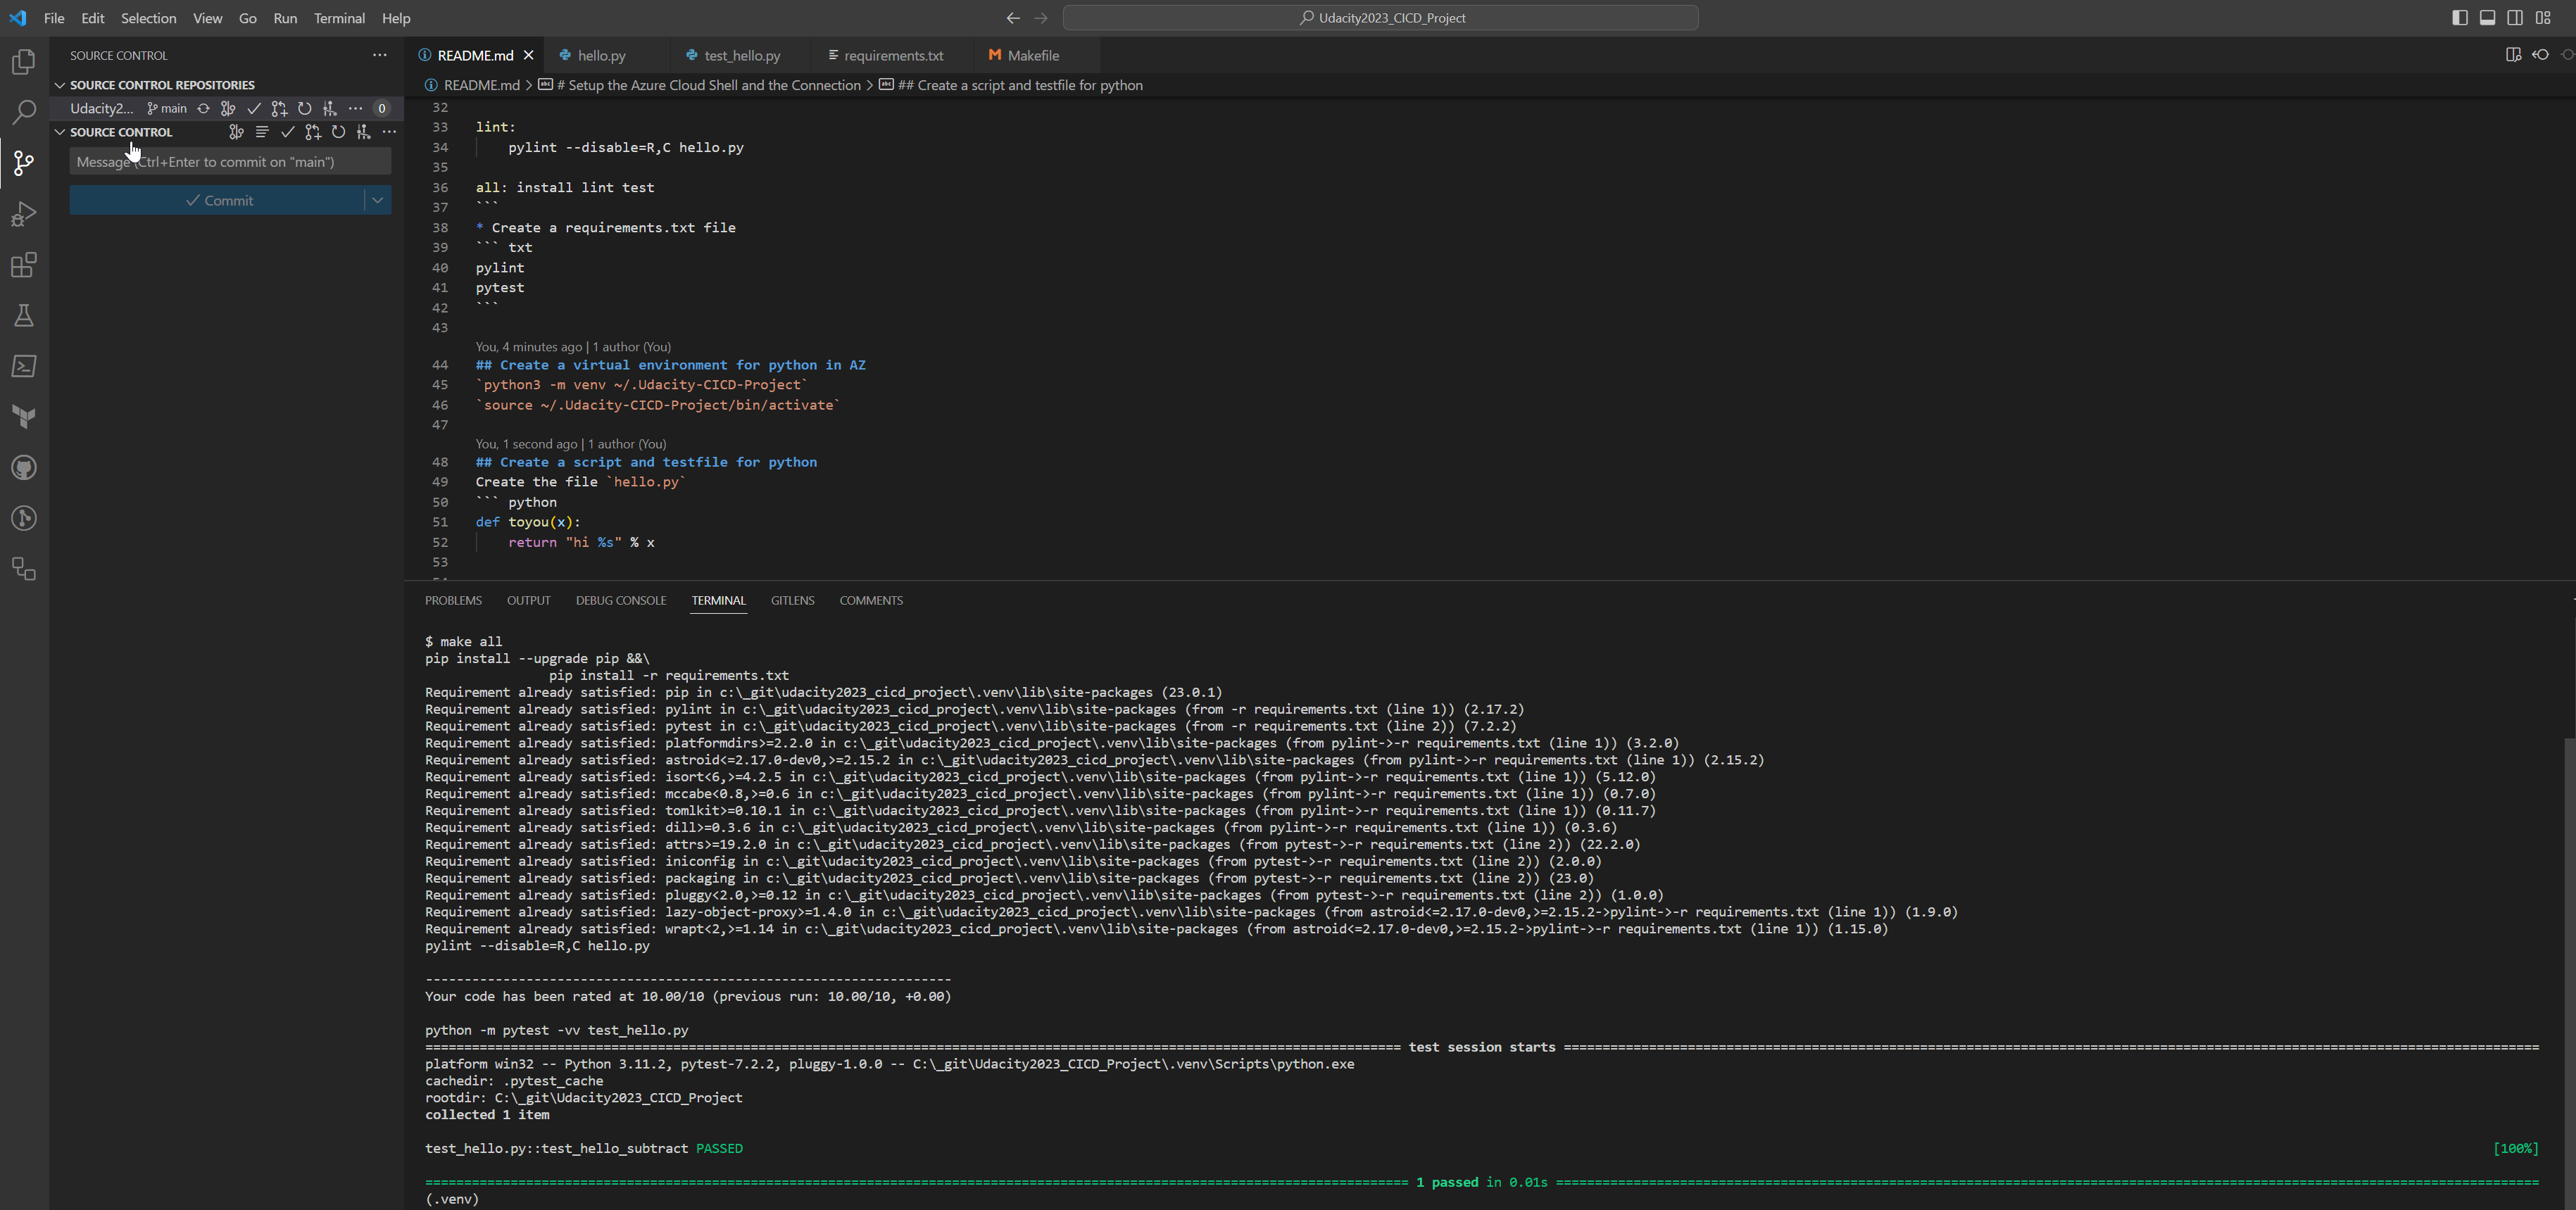 File Edit Selection View Go Run Terminal Help
Udacity2023_CICD_Project
SOURCE CONTROL
SOURCE CONTROL REPOSITORIES
Udacity2... main 0
SOURCE CONTROL
Message (Ctrl+Enter to commit on "main")
Commit
README.md hello.py test_hello.py requirements.txt Makefile
README.md > # Setup the Azure Cloud Shell and the Connection > ## Create a script and testfile for python
32
33 lint:
34 pylint --disable=R,C hello.py
35
36 all: install lint test
37 ```
38 * Create a requirements.txt file
39 ``` txt
40 pylint
41 pytest
42 ```
43
You, 4 minutes ago | 1 author (You)
44 ## Create a virtual environment for python in AZ
45 `python3 -m venv ~/.Udacity-CICD-Project`
46 `source ~/.Udacity-CICD-Project/bin/activate`
47
You, 1 second ago | 1 author (You)
48 ## Create a script and testfile for python
49 Create the file `hello.py`
50 ``` python
51 def toyou(x):
52 return "hi %s" % x
53
PROBLEMS OUTPUT DEBUG CONSOLE TERMINAL GITLENS COMMENTS
$ make all
pip install --upgrade pip &&\
pip install -r requirements.txt
Requirement already satisfied: pip in c:\_git\udacity2023_cicd_project\.venv\lib\site-packages (23.0.1)
Requirement already satisfied: pylint in c:\_git\udacity2023_cicd_project\.venv\lib\site-packages (from -r requirements.txt (line 1)) (2.17.2)
Requirement already satisfied: pytest in c:\_git\udacity2023_cicd_project\.venv\lib\site-packages (from -r requirements.txt (line 2)) (7.2.2)
Requirement already satisfied: platformdirs>=2.2.0 in c:\_git\udacity2023_cicd_project\.venv\lib\site-packages (from pylint->-r requirements.txt (line 1)) (3.2.0)
Requirement already satisfied: astroid<=2.17.0-dev0,>=2.15.2 in c:\_git\udacity2023_cicd_project\.venv\lib\site-packages (from pylint->-r requirements.txt (line 1)) (2.15.2)
Requirement already satisfied: isort<6,>=4.2.5 in c:\_git\udacity2023_cicd_project\.venv\lib\site-packages (from pylint->-r requirements.txt (line 1)) (5.12.0)
Requirement already satisfied: mccabe<0.8,>=0.6 in c:\_git\udacity2023_cicd_project\.venv\lib\site-packages (from pylint->-r requirements.txt (line 1)) (0.7.0)
Requirement already satisfied: tomlkit>=0.10.1 in c:\_git\udacity2023_cicd_project\.venv\lib\site-packages (from pylint->-r requirements.txt (line 1)) (0.11.7)
Requirement already satisfied: dill>=0.3.6 in c:\_git\udacity2023_cicd_project\.venv\lib\site-packages (from pylint->-r requirements.txt (line 1)) (0.3.6)
Requirement already satisfied: attrs>=19.2.0 in c:\_git\udacity2023_cicd_project\.venv\lib\site-packages (from pytest->-r requirements.txt (line 2)) (22.2.0)
Requirement already satisfied: iniconfig in c:\_git\udacity2023_cicd_project\.venv\lib\site-packages (from pytest->-r requirements.txt (line 2)) (2.0.0)
Requirement already satisfied: packaging in c:\_git\udacity2023_cicd_project\.venv\lib\site-packages (from pytest->-r requirements.txt (line 2)) (23.0)
Requirement already satisfied: pluggy<2.0,>=0.12 in c:\_git\udacity2023_cicd_project\.venv\lib\site-packages (from pytest->-r requirements.txt (line 2)) (1.0.0)
Requirement already satisfied: lazy-object-proxy>=1.4.0 in c:\_git\udacity2023_cicd_project\.venv\lib\site-packages (from astroid<=2.17.0-dev0,>=2.15.2->pylint->-r requirements.txt (line 1)) (1.9.0)
Requirement already satisfied: wrapt<2,>=1.14 in c:\_git\udacity2023_cicd_project\.venv\lib\site-packages (from astroid<=2.17.0-dev0,>=2.15.2->pylint->-r requirements.txt (line 1)) (1.15.0)
pylint --disable=R,C hello.py
--------------------------------------------------------------------
Your code has been rated at 10.00/10 (previous run: 10.00/10, +0.00)
python -m pytest -vv test_hello.py
================ test session starts ================
platform win32 -- Python 3.11.2, pytest-7.2.2, pluggy-1.0.0 -- C:\_git\Udacity2023_CICD_Project\.venv\Scripts\python.exe
cachedir: .pytest_cache
rootdir: C:\_git\Udacity2023_CICD_Project
collected 1 item
test_hello.py::test_hello_subtract PASSED [100%]
================ 1 passed in 0.01s ================
(.venv)